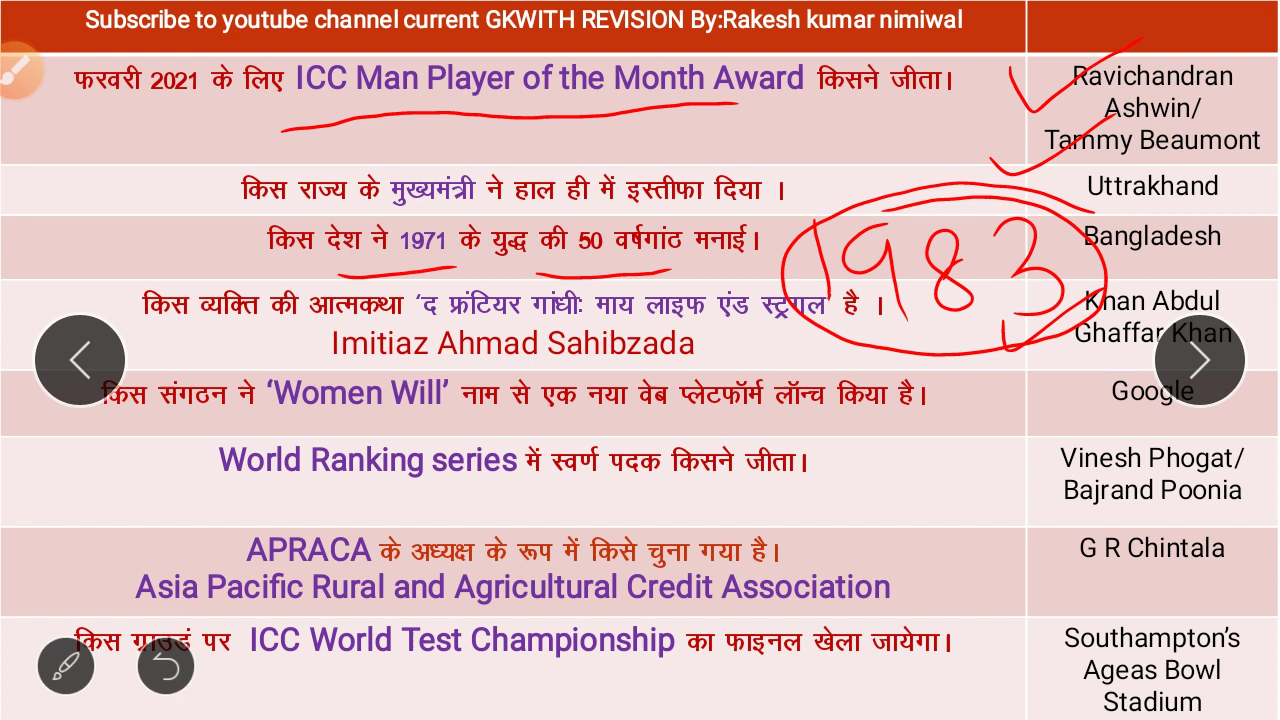 Subscribe to youtube channel current GKWITH REVISION By:Rakesh kumar nimiwal
फरवरी 2021 के लिए ICC Man Player of the Month Award किसने जीता।
Ravichandran
Ashwin/
Tammy Beaumont
किस राज्य के मुख्यमंत्री ने हाल ही में इस्तीफा दिया ।
Uttrakhand
किस देश ने 1971 के युद्ध की 50 वर्षगांठ मनाई।
Bangladesh
1983
किस व्यक्ति की आत्मकथा ‘द फ्रंटियर गांधीः माय लाइफ एंड स्ट्रगल’ है ।
Imitiaz Ahmad Sahibzada
Khan Abdul
Ghaffar Khan
किस संगठन ने ‘Women Will’ नाम से एक नया वेब प्लेटफॉर्म लॉन्च किया है।
Google
World Ranking series में स्वर्ण पदक किसने जीता।
Vinesh Phogat/
Bajrand Poonia
APRACA के अध्यक्ष के रूप में किसे चुना गया है।
Asia Pacific Rural and Agricultural Credit Association
G R Chintala
किस ग्राउडं पर ICC World Test Championship का फाइनल खेला जायेगा।
Southampton’s
Ageas Bowl
Stadium